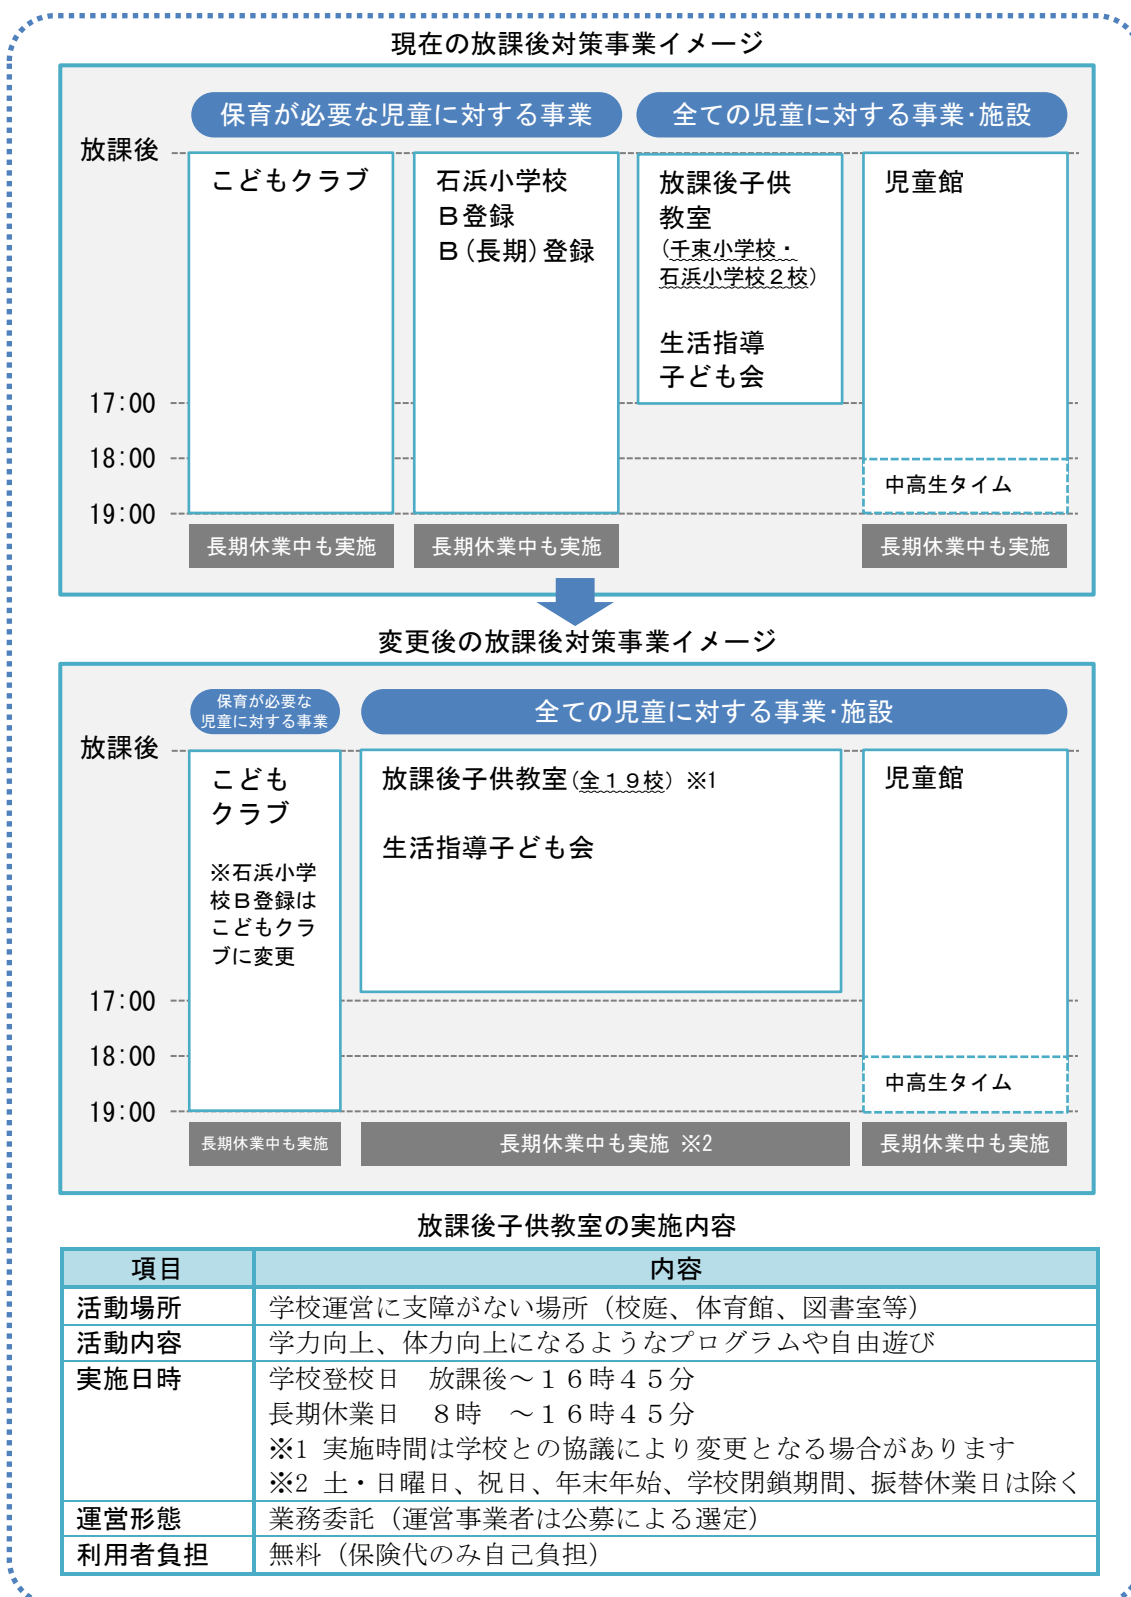 現在の放課後対策事業イメージ
保育が必要な児童に対する事業
全ての児童に対する事業・施設
放課後
こどもクラブ
石浜小学校
Ｂ登録
Ｂ(長期)登録
放課後子供
教室
(千束小学校・
石浜小学校２校)
生活指導
子ども会
児童館
17:00
18:00
中高生タイム
19:00
長期休業中も実施
長期休業中も実施
長期休業中も実施
変更後の放課後対策事業イメージ
保育が必要な
児童に対する事業
全ての児童に対する事業・施設
放課後
こども
クラブ
※石浜小学
校Ｂ登録は
こどもクラ
ブに変更
放課後子供教室(全１９校) ※1
生活指導子ども会
児童館
17:00
18:00
中高生タイム
19:00
長期休業中も実施
長期休業中も実施 ※2
長期休業中も実施
放課後子供教室の実施内容
項目 内容
活動場所 学校運営に支障がない場所（校庭、体育館、図書室等）
活動内容 学力向上、体力向上になるようなプログラムや自由遊び
実施日時 学校登校日　放課後～１６時４５分
長期休業日　８時　～１６時４５分
※1 実施時間は学校との協議により変更となる場合があります
※2 土・日曜日、祝日、年末年始、学校閉鎖期間、振替休業日は除く
運営形態 業務委託（運営事業者は公募による選定）
利用者負担 無料（保険代のみ自己負担）